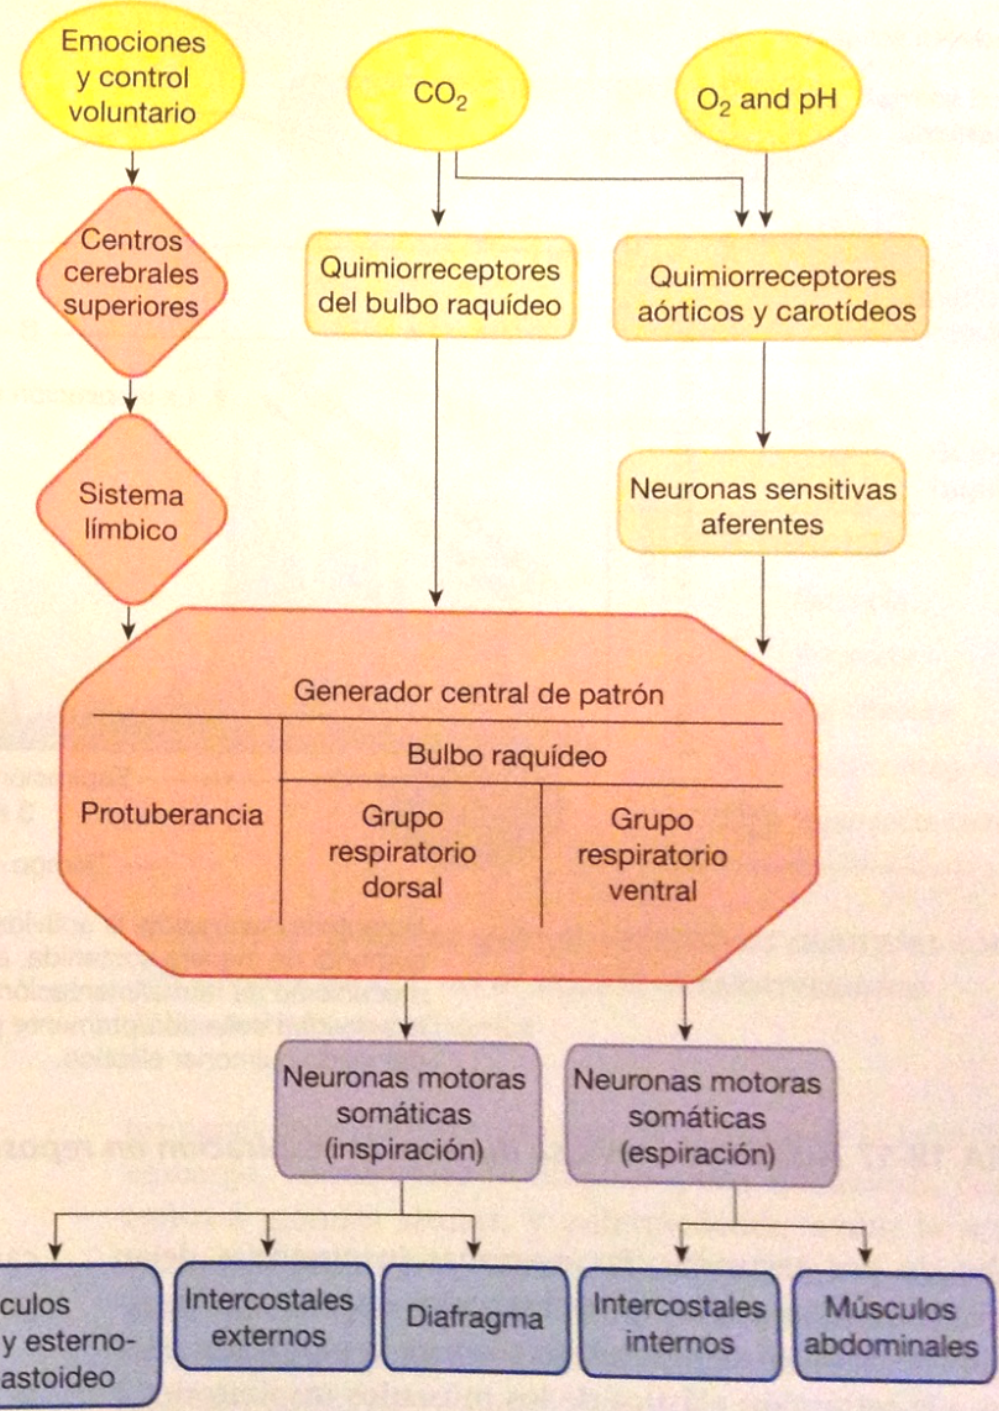 Emociones
y control
voluntario
CO₂
O₂ and pH
Centros
cerebrales
superiores
Quimiorreceptores
del bulbo raquídeo
Quimiorreceptores
aórticos y carotídeos
Sistema
límbico
Neuronas sensitivas
aferentes
Generador central de patrón
Protuberancia
Bulbo raquídeo
Grupo
respiratorio
dorsal
Grupo
respiratorio
ventral
Neuronas motoras
somáticas
(inspiración)
Neuronas motoras
somáticas
(espiración)
culos
y esterno-
astoideo
Intercostales
externos
Diafragma
Intercostales
internos
Músculos
abdominales